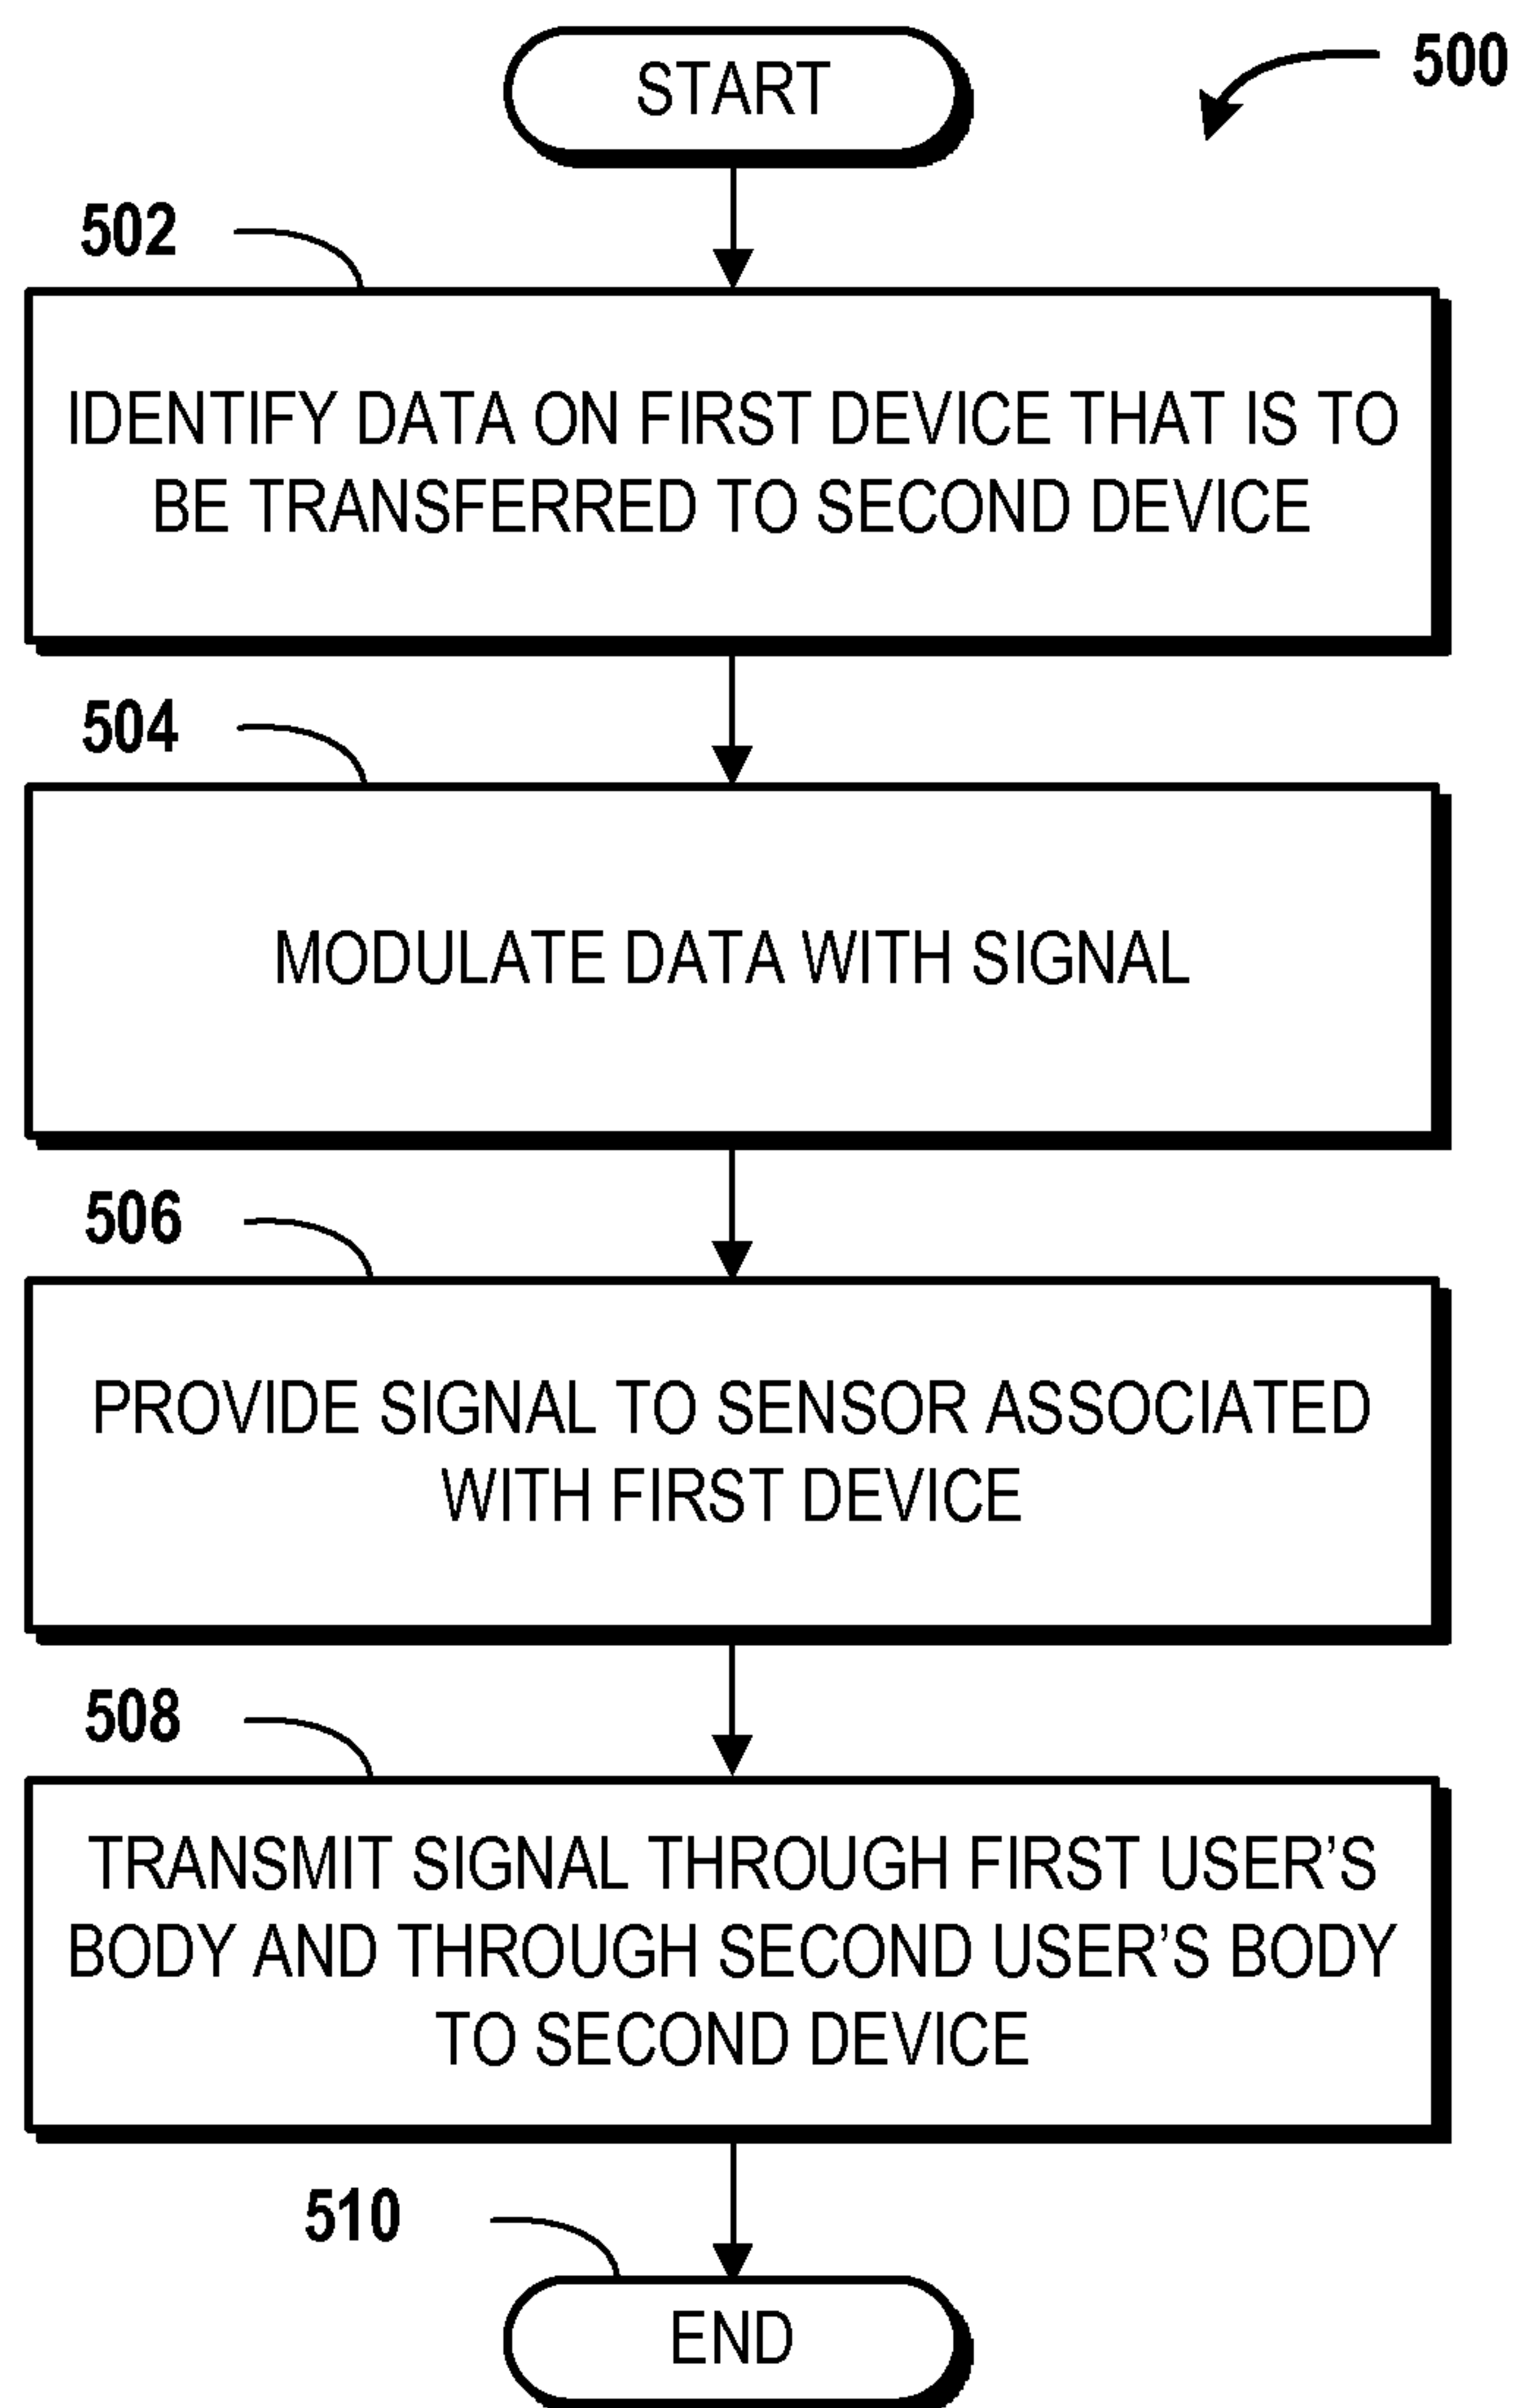 START
500
502
IDENTIFY DATA ON FIRST DEVICE THAT IS TO
BE TRANSFERRED TO SECOND DEVICE
504
MODULATE DATA WITH SIGNAL
506
PROVIDE SIGNAL TO SENSOR ASSOCIATED
WITH FIRST DEVICE
508
TRANSMIT SIGNAL THROUGH FIRST USER’S
BODY AND THROUGH SECOND USER’S BODY
TO SECOND DEVICE
510
END